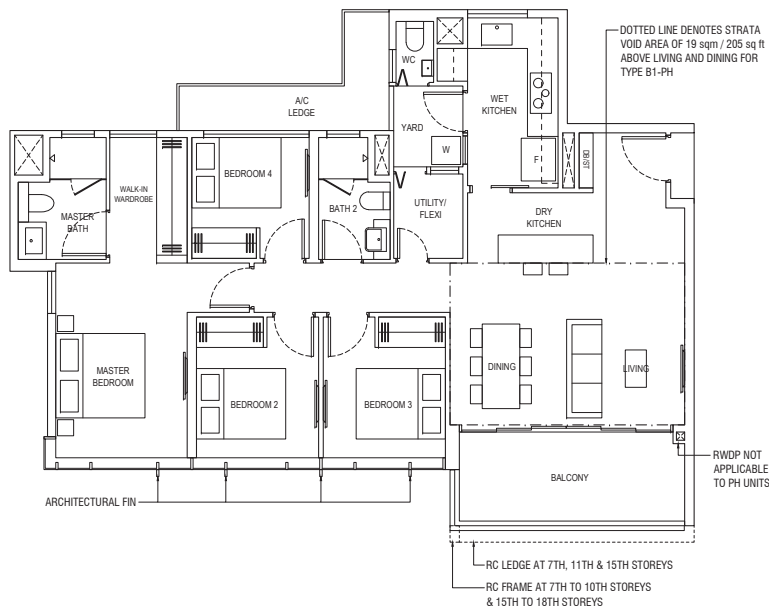 DOTTED LINE DENOTES STRATA
VOID AREA OF 19 sqm / 205 sq ft
ABOVE LIVING AND DINING FOR
TYPE B1-PH
WC
A/C
LEDGE
WET
KITCHEN
YARD
W
F
DB/ST
BEDROOM 4
WALK-IN
WARDROBE
MASTER
BATH
BATH 2
UTILITY/
FLEXI
DRY
KITCHEN
MASTER
BEDROOM
BEDROOM 2
BEDROOM 3
DINING
LIVING
BALCONY
RWDP NOT
APPLICABLE
TO PH UNITS
ARCHITECTURAL FIN
RC LEDGE AT 7TH, 11TH & 15TH STOREYS
RC FRAME AT 7TH TO 10TH STOREYS
& 15TH TO 18TH STOREYS